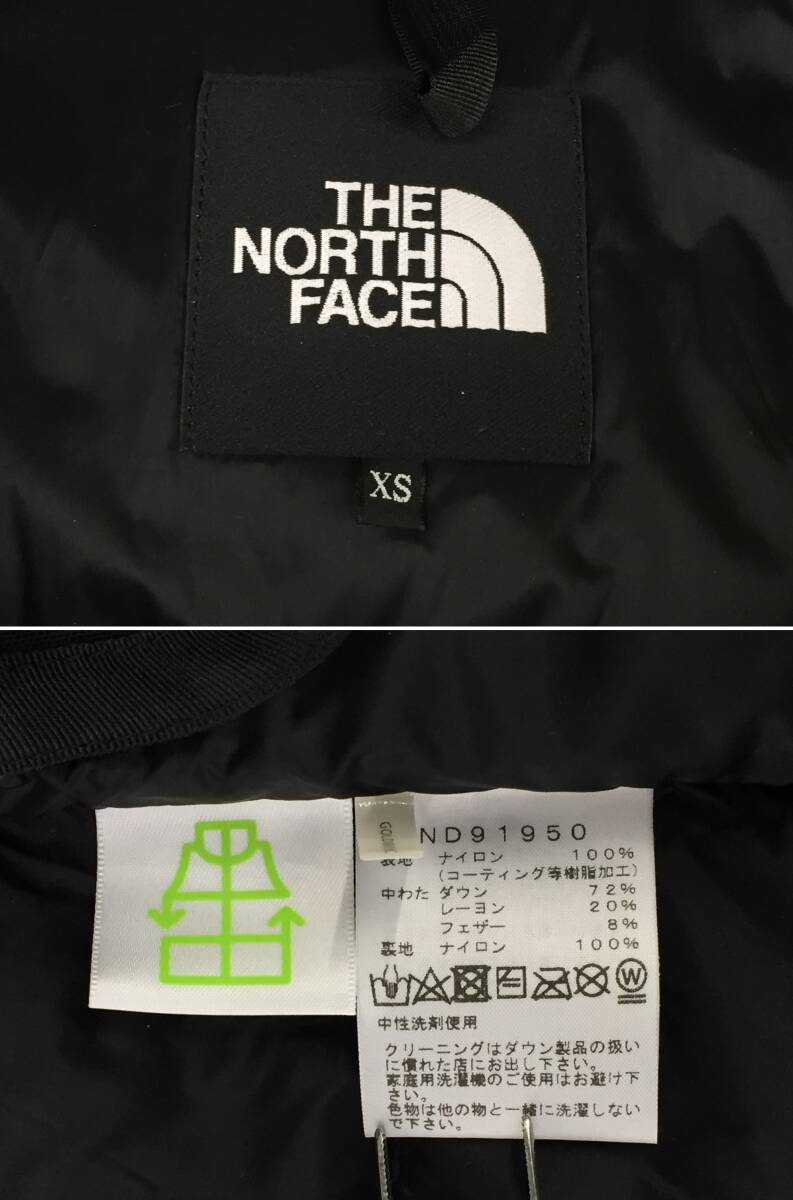 THE
NORTH
FACE
XS
ND91950
表地 ナイロン 100%
(コーティング等樹脂加工)
中わた ダウン 72%
レーヨン 20%
フェザー 8%
裏地 ナイロン 100%
W
中性洗剤使用
クリーニングはダウン製品の扱い
に慣れた店にお出し下さい。
家庭用洗濯機のご使用はお避け下
さい。
色物は他の物と一緒に洗濯しない
で下さい。